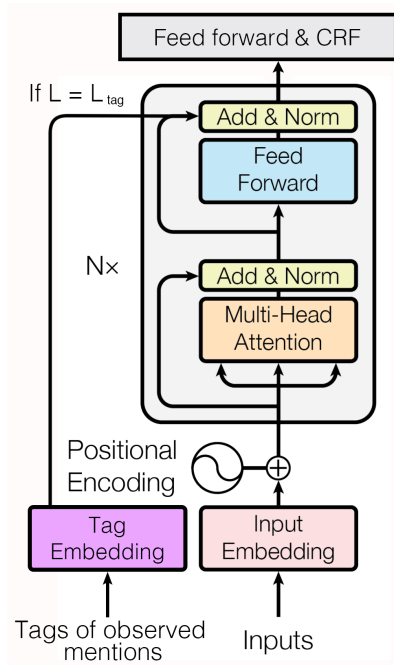 Feed forward & CRF
If L = L tag
Add & Norm
Feed
Forward
N×
Add & Norm
Multi-Head
Attention
Positional
Encoding
Tag
Embedding
Input
Embedding
Tags of observed
mentions
Inputs